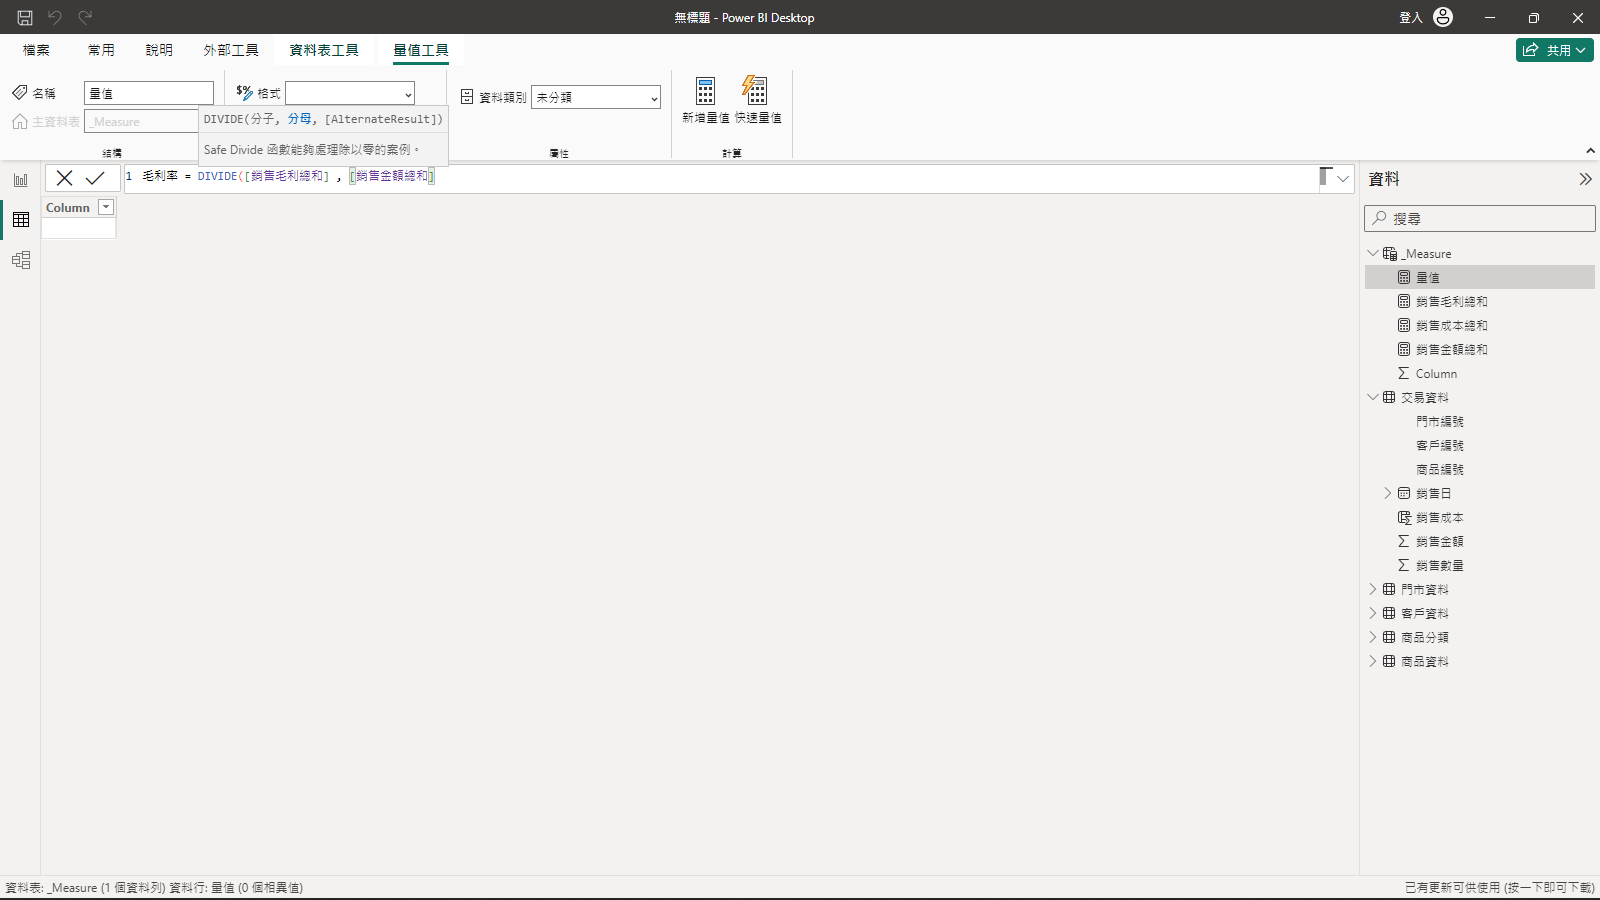 無標題 - Power BI Desktop
登入
檔案
常用
說明
外部工具
資料表工具
量值工具
共用
名稱
量值
格式
主資料表
_Measure
結構
資料類別
未分類
屬性
新增量值
快速量值
計算
DIVIDE(分子, 分母, [AlternateResult])
Safe Divide 函數能夠處理除以零的案例。
1 毛利率 = DIVIDE([銷售毛利總和] , [銷售金額總和]
Column
資料
搜尋
_Measure
量值
銷售毛利總和
銷售成本總和
銷售金額總和
Column
交易資料
門市編號
客戶編號
商品編號
銷售日
銷售成本
銷售金額
銷售數量
門市資料
客戶資料
商品分類
商品資料
資料表: _Measure (1 個資料列) 資料行: 量值 (0 個相異值)
已有更新可供使用 (按一下即可下載)